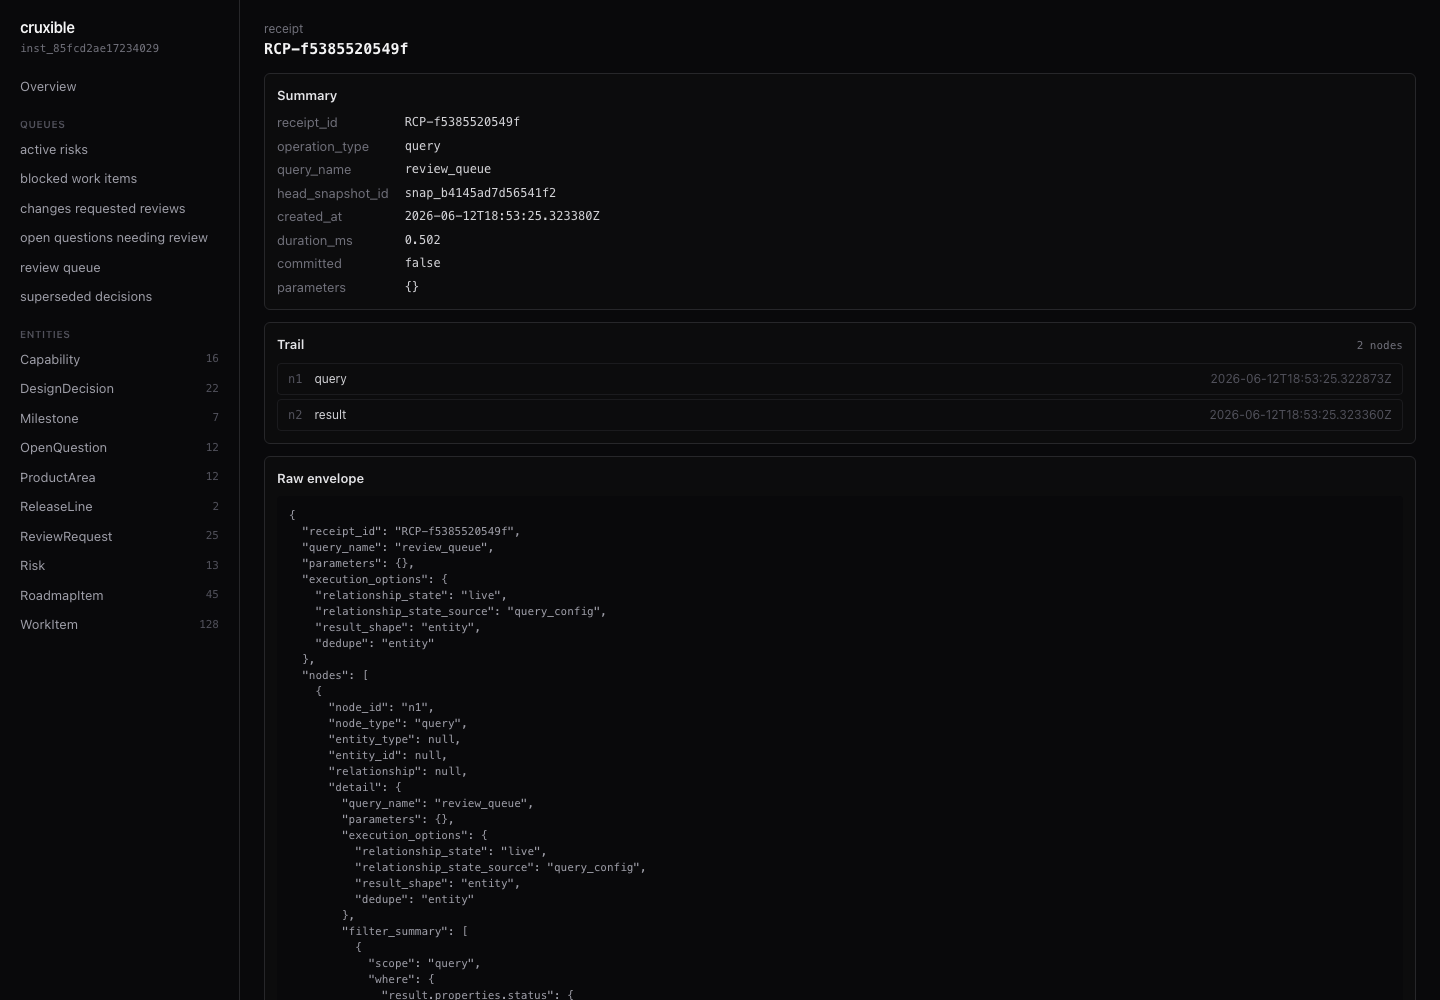 cruxible
inst_85fcd2ae17234029
Overview
QUEUES
active risks
blocked work items
changes requested reviews
open questions needing review
review queue
superseded decisions
ENTITIES
Capability 16
DesignDecision 22
Milestone 7
OpenQuestion 12
ProductArea 12
ReleaseLine 2
ReviewRequest 25
Risk 13
RoadmapItem 45
WorkItem 128
receipt
RCP-f5385520549f
Summary
receipt_id RCP-f5385520549f
operation_type query
query_name review_queue
head_snapshot_id snap_b4145ad7d56541f2
created_at 2026-06-12T18:53:25.323380Z
duration_ms 0.502
committed false
parameters {}
Trail 2 nodes
n1 query 2026-06-12T18:53:25.322873Z
n2 result 2026-06-12T18:53:25.323360Z
Raw envelope
{
  "receipt_id": "RCP-f5385520549f",
  "query_name": "review_queue",
  "parameters": {},
  "execution_options": {
    "relationship_state": "live",
    "relationship_state_source": "query_config",
    "result_shape": "entity",
    "dedupe": "entity"
  },
  "nodes": [
    {
      "node_id": "n1",
      "node_type": "query",
      "entity_type": null,
      "entity_id": null,
      "relationship": null,
      "detail": {
        "query_name": "review_queue",
        "parameters": {},
        "execution_options": {
          "relationship_state": "live",
          "relationship_state_source": "query_config",
          "result_shape": "entity",
          "dedupe": "entity"
        },
        "filter_summary": [
          {
            "scope": "query",
            "where": {
              "result.properties.status": {